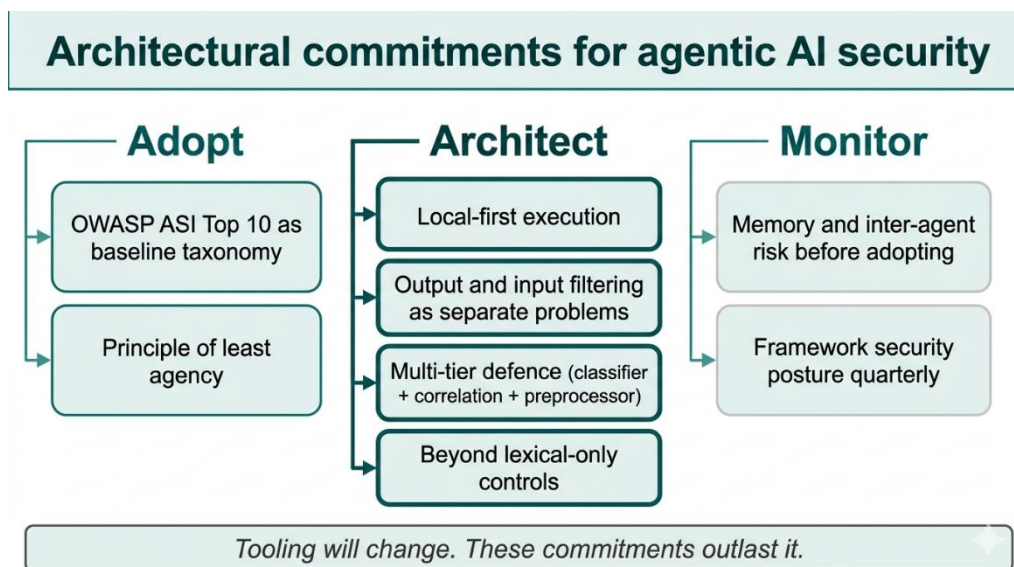 Architectural commitments for agentic AI security
Adopt
OWASP ASI Top 10 as
baseline taxonomy
Principle of least
agency
Architect
Local-first execution
Output and input filtering
as separate problems
Multi-tier defence (classifier
+ correlation + preprocessor)
Beyond lexical-only
controls
Monitor
Memory and inter-agent
risk before adopting
Framework security
posture quarterly
Tooling will change. These commitments outlast it.